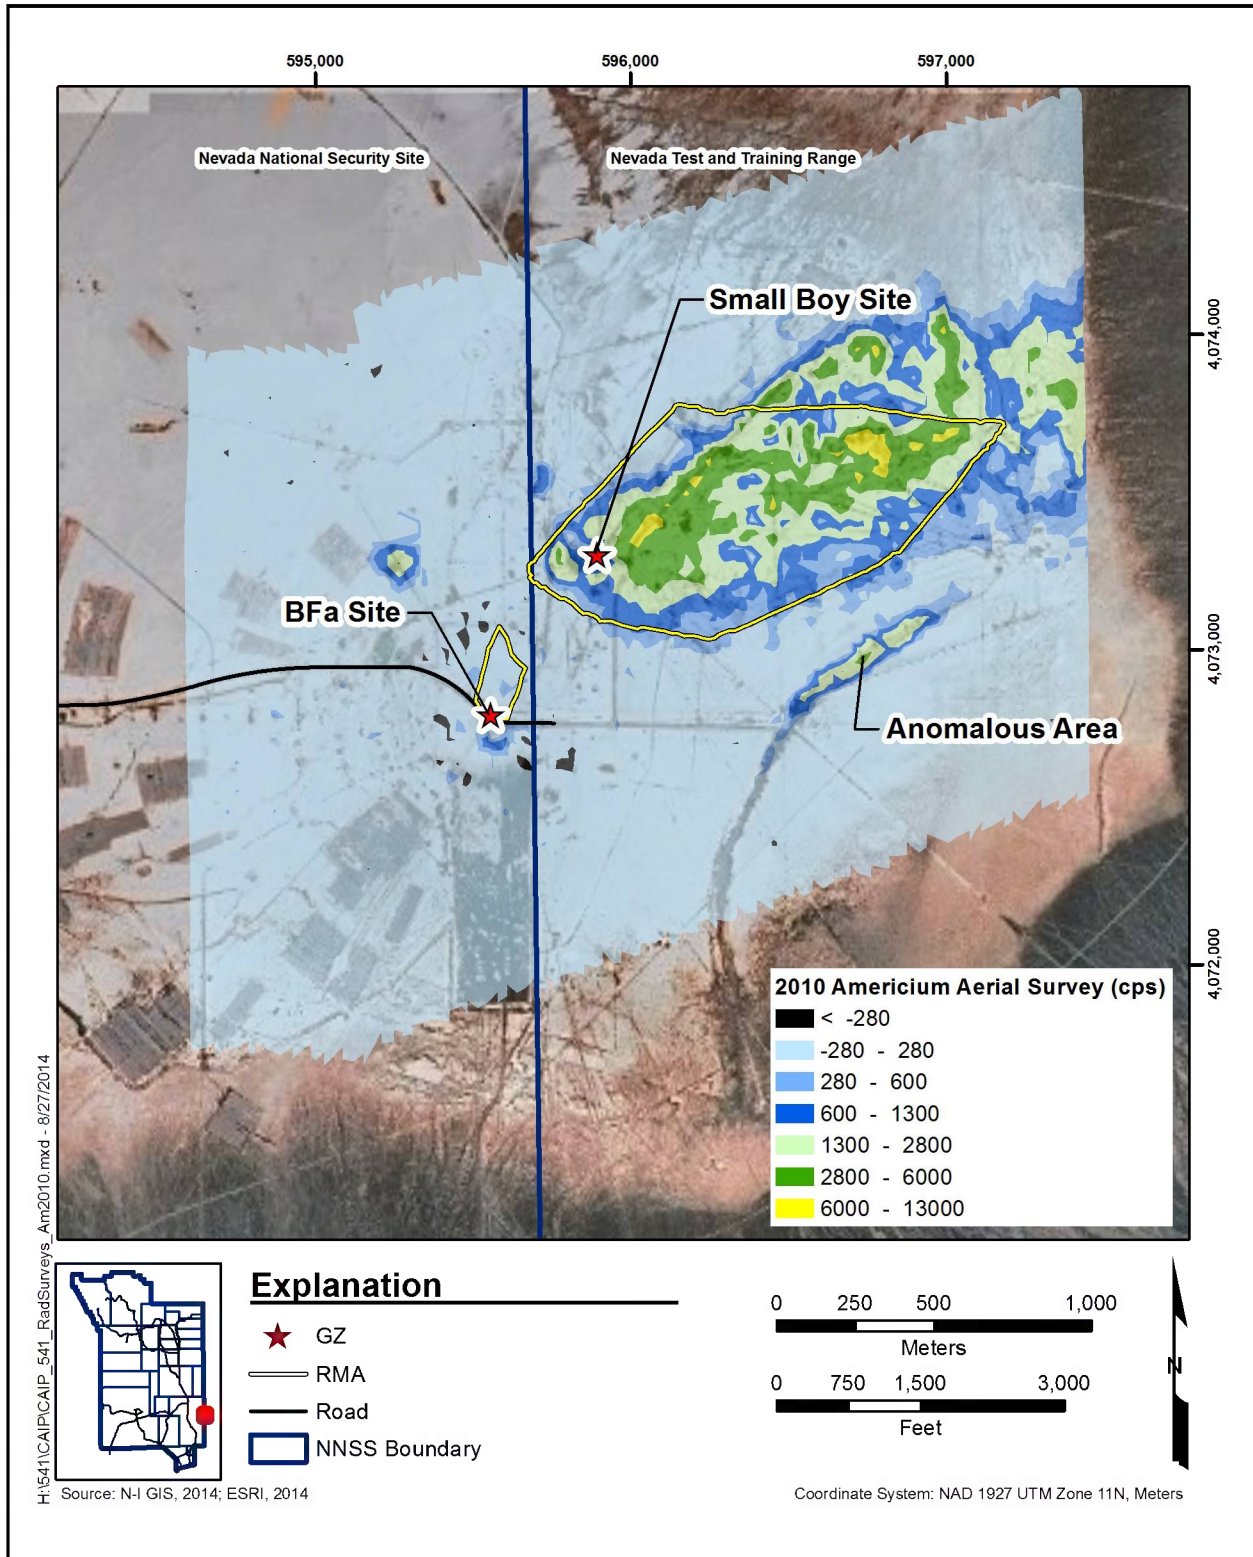 595,000
596,000
597,000
Nevada National Security Site
Nevada Test and Training Range
Small Boy Site
4,074,000
BFa Site
4,073,000
Anomalous Area
4,072,000
2010 Americium Aerial Survey (cps)
< -280
-280 - 280
280 - 600
600 - 1300
1300 - 2800
2800 - 6000
6000 - 13000
H:\541\CAIP\CAIP_541_RadSurveys_Am2010.mxd - 8/27/2014
Explanation
GZ
RMA
Road
NNSS Boundary
0 250 500 1,000
Meters
0 750 1,500 3,000
Feet
N
Source: N-I GIS, 2014; ESRI, 2014
Coordinate System: NAD 1927 UTM Zone 11N, Meters